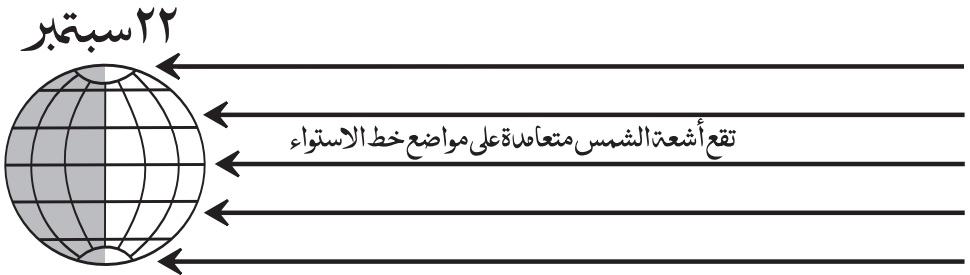 ٢٢ سبتمبر
تقع أشعة الشمس متعامدة على مواضع خط الاستواء